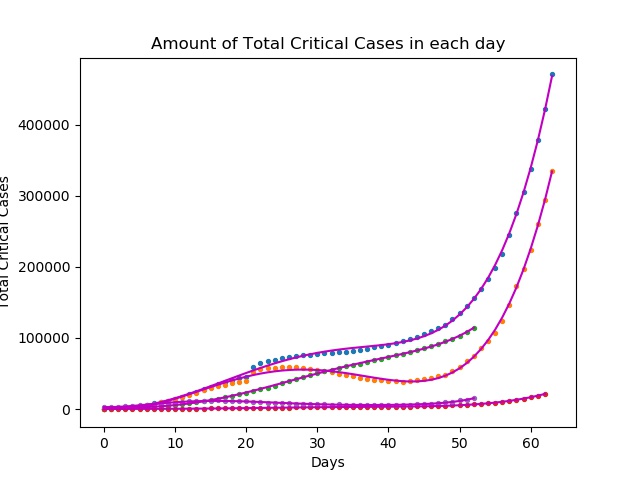 Amount of Total Critical Cases in each day
Total Critical Cases
400000
300000
200000
100000
0
0 10 20 30 40 50 60
Days